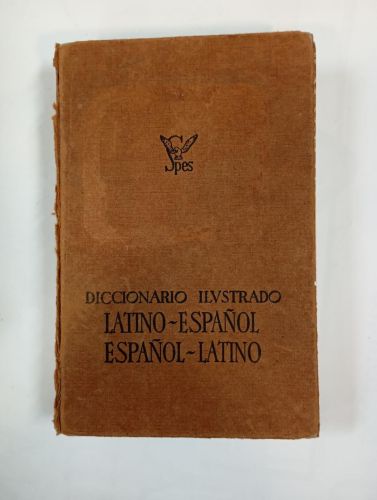 Spes
DICCIONARIO ILVSTRADO
LATINO-ESPAÑOL
ESPAÑOL-LATINO